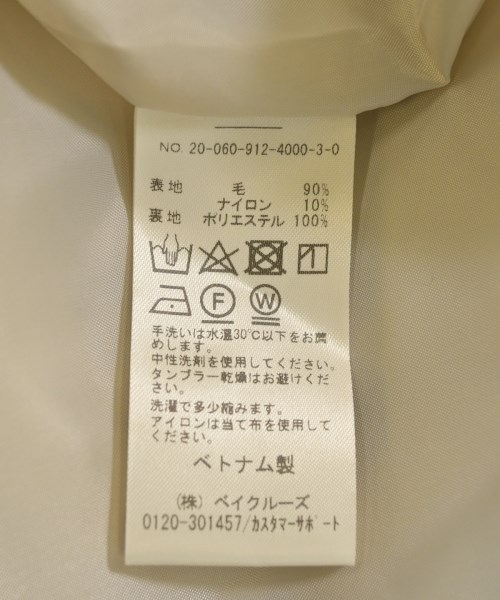 NO. 20-060-912-4000-3-0
表地 毛 90%
ナイロン 10%
裏地 ポリエステル 100%
F W
手洗いは水温30℃以下をお薦
めします。
中性洗剤を使用してください。
タンブラー乾燥はお避けくだ
さい。
洗濯で多少縮みます。
アイロンは当て布を使用して
ください。
ベトナム製
(株) ベイクルーズ
0120-301457/カスタマーサポート